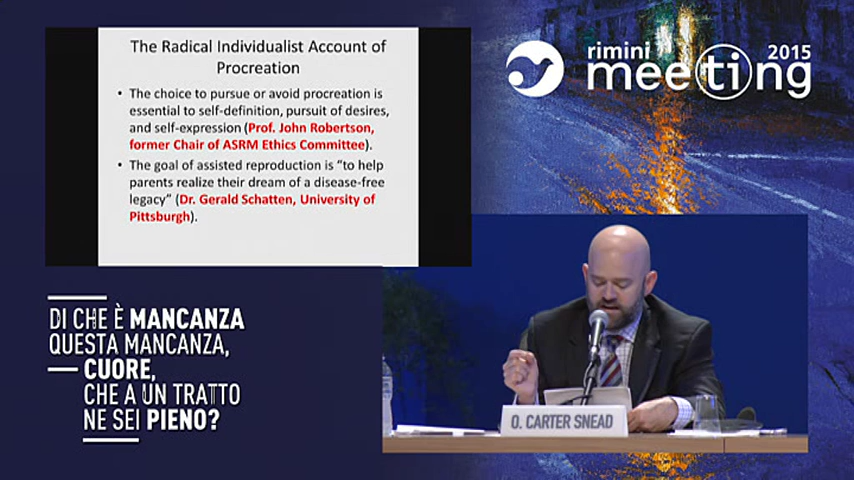 The Radical Individualist Account of
Procreation
• The choice to pursue or avoid procreation is
essential to self-definition, pursuit of desires,
and self-expression (Prof. John Robertson,
former Chair of ASRM Ethics Committee).
• The goal of assisted reproduction is “to help
parents realize their dream of a disease-free
legacy” (Dr. Gerald Schatten, University of
Pittsburgh).
rimini 2015
meeting
DI CHE È MANCANZA
QUESTA MANCANZA,
CUORE,
CHE A UN TRATTO
NE SEI PIENO?
O. CARTER SNEAD